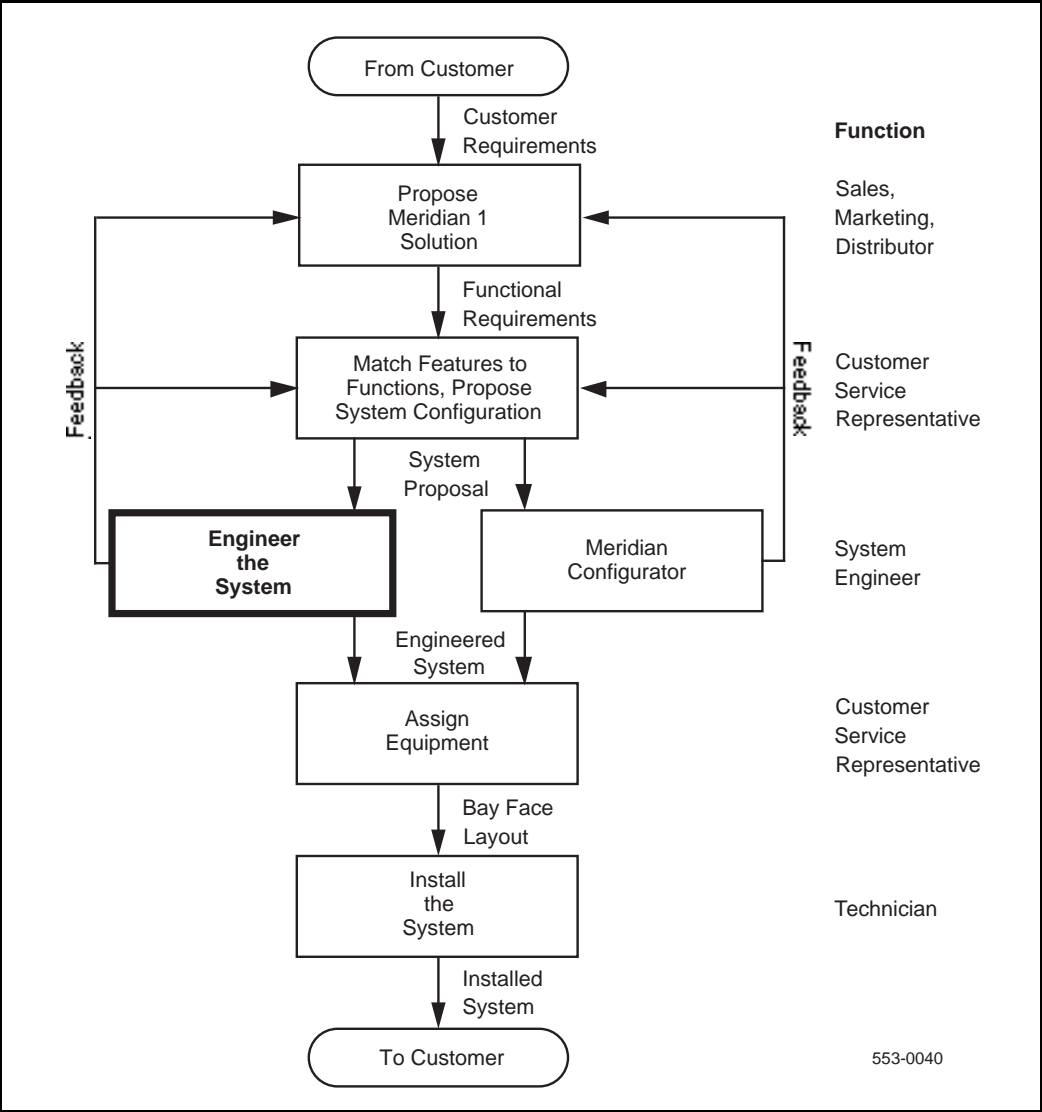 From Customer
Customer
Requirements
Function
Propose
Meridian 1
Solution
Sales,
Marketing,
Distributor
Functional
Requirements
Feedback
Match Features to
Functions, Propose
System Configuration
Feedback
Customer
Service
Representative
System
Proposal
Engineer
the
System
Meridian
Configurator
System
Engineer
Engineered
System
Assign
Equipment
Customer
Service
Representative
Bay Face
Layout
Install
the
System
Technician
Installed
System
To Customer
553-0040